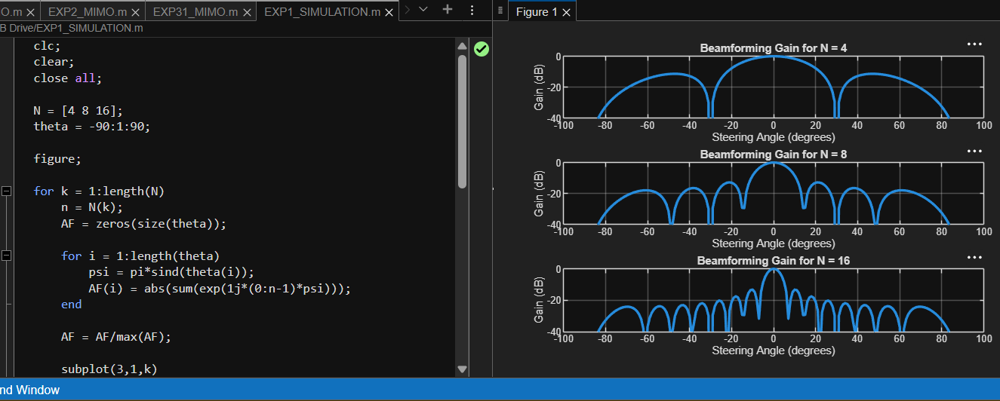 O.m × EXP2_MIMO.m × EXP31_MIMO.m × EXP1_SIMULATION.m ×
Figure 1 ×
B Drive/EXP1_SIMULATION.m
clc;
clear;
close all;
N = [4 8 16];
theta = -90:1:90;
figure;
for k = 1:length(N)
n = N(k);
AF = zeros(size(theta));
for i = 1:length(theta)
psi = pi*sind(theta(i));
AF(i) = abs(sum(exp(1j*(0:n-1)*psi)));
end
AF = AF/max(AF);
subplot(3,1,k)
nd Window
Beamforming Gain for N = 4
Gain (dB)
0
-20
-40
-100 -80 -60 -40 -20 0 20 40 60 80 100
Steering Angle (degrees)
Beamforming Gain for N = 8
Gain (dB)
0
-20
-40
-100 -80 -60 -40 -20 0 20 40 60 80 100
Steering Angle (degrees)
Beamforming Gain for N = 16
Gain (dB)
0
-20
-40
-100 -80 -60 -40 -20 0 20 40 60 80 100
Steering Angle (degrees)